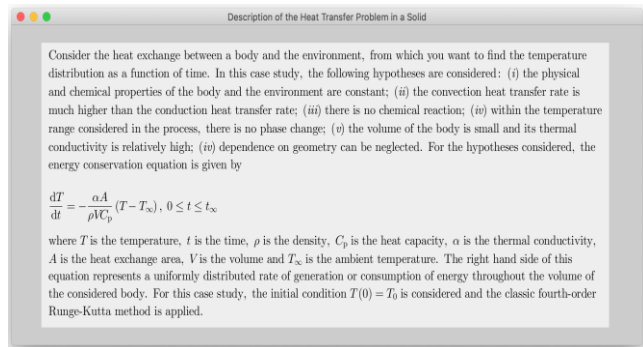 Description of the Heat Transfer Problem in a Solid
Consider the heat exchange between a body and the environment, from which you want to find the temperature
distribution as a function of time. In this case study, the following hypotheses are considered: (i) the physical
and chemical properties of the body and the environment are constant; (ii) the convection heat transfer rate is
much higher than the conduction heat transfer rate; (iii) there is no chemical reaction; (iv) within the temperature
range considered in the process, there is no phase change; (v) the volume of the body is small and its thermal
conductivity is relatively high; (iv) dependence on geometry can be neglected. For the hypotheses considered, the
energy conservation equation is given by
dT/dt = −αA/ρVCₚ (T − T∞), 0 ≤ t ≤ t∞
where T is the temperature, t is the time, ρ is the density, Cₚ is the heat capacity, α is the thermal conductivity,
A is the heat exchange area, V is the volume and T∞ is the ambient temperature. The right hand side of this
equation represents a uniformly distributed rate of generation or consumption of energy throughout the volume of
the considered body. For this case study, the initial condition T(0) = T₀ is considered and the classic fourth-order
Runge-Kutta method is applied.